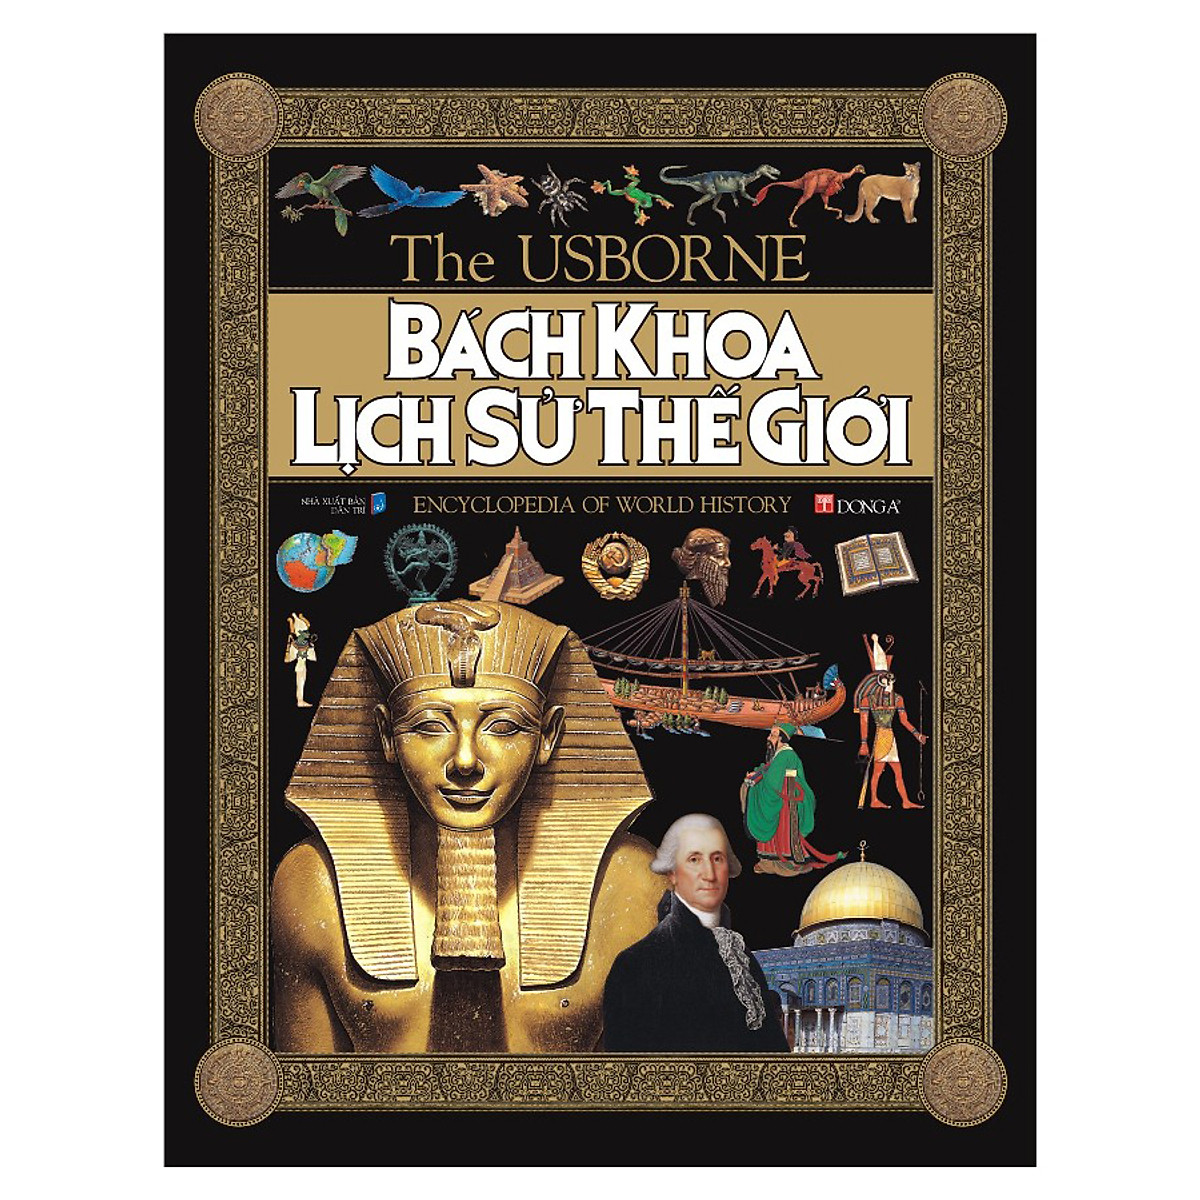 The USBORNE
BÁCH KHOA
LỊCH SỬ THẾ GIỚI
NHÀ XUẤT BẢN
DÂN TRÍ
ENCYCLOPEDIA OF WORLD HISTORY
DONG A